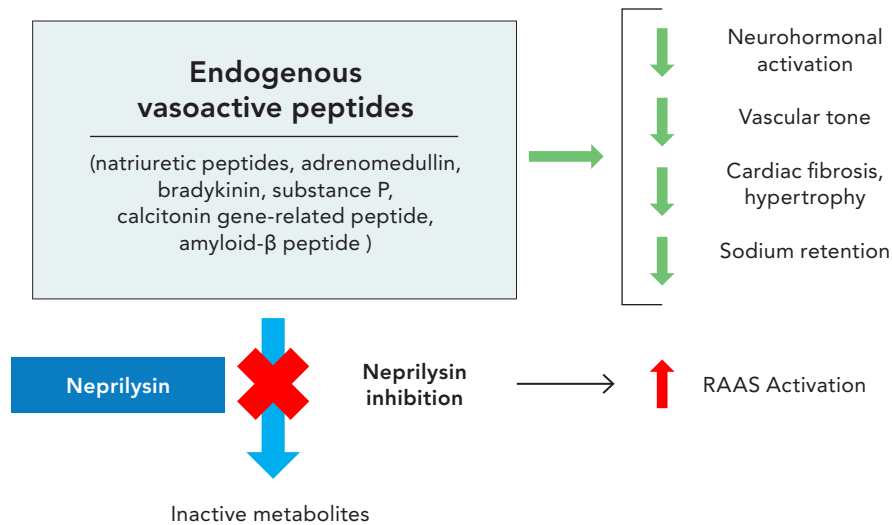 Endogenous
vasoactive peptides
(natriuretic peptides, adrenomedullin,
bradykinin, substance P,
calcitonin gene-related peptide,
amyloid-β peptide )
Neurohormonal
activation
Vascular tone
Cardiac fibrosis,
hypertrophy
Sodium retention
Neprilysin
Neprilysin
inhibition
RAAS Activation
Inactive metabolites